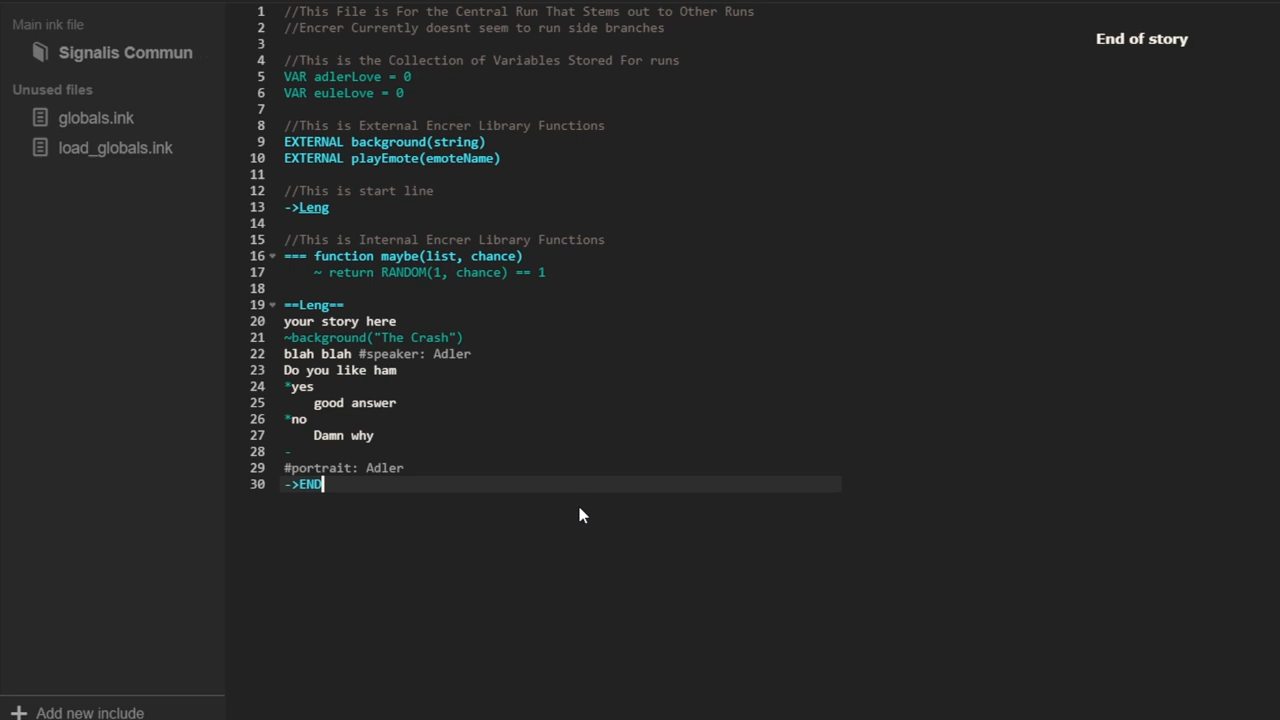 Main ink file
Signalis Commun
Unused files
globals.ink
load_globals.ink
Add new include
1 //This File is For the Central Run That Stems out to Other Runs
2 //Encrer Currently doesnt seem to run side branches
3
4 //This is the Collection of Variables Stored For runs
5 VAR adlerLove = 0
6 VAR euleLove = 0
7
8 //This is External Encrer Library Functions
9 EXTERNAL background(string)
10 EXTERNAL playEmote(emoteName)
11
12 //This is start line
13 ->Leng
14
15 //This is Internal Encrer Library Functions
16 === function maybe(list, chance)
17 ~ return RANDOM(1, chance) == 1
18
19 ==Leng==
20 your story here
21 ~background("The Crash")
22 blah blah #speaker: Adler
23 Do you like ham
24 *yes
25 good answer
26 *no
27 Damn why
28 -
29 #portrait: Adler
30 ->END
End of story